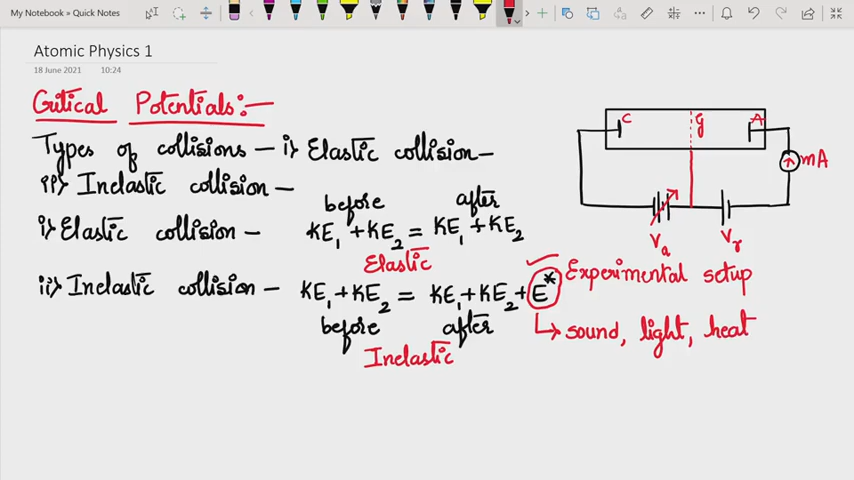 My Notebook » Quick Notes
Atomic Physics 1
18 June 2021 10:24
Critical Potentials:—
Types of collisions — i) Elastic collision—
ii) Inelastic collision —
before after
i) Elastic collision — KE₁+KE₂ = KE₁+KE₂
Elastic
ii) Inelastic collision — KE₁+KE₂ = KE₁+KE₂+E*
before after
Inelastic
C G A
mA
Va Vr
Experimental setup
sound, light, heat